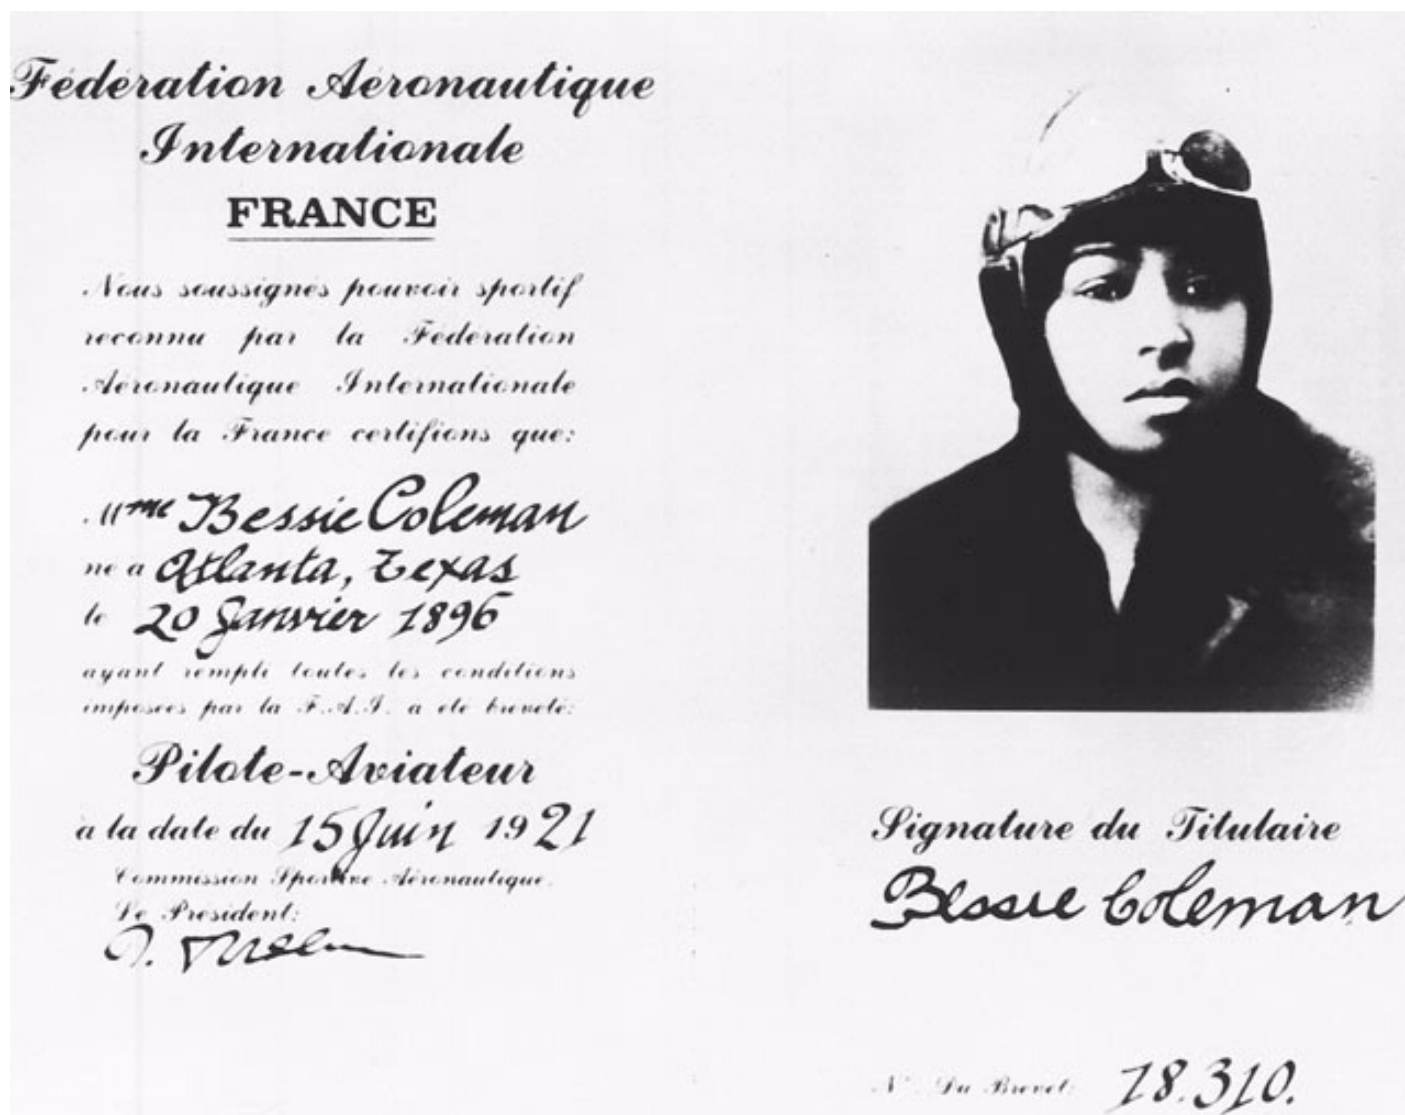 Fédération Aéronautique
Internationale
FRANCE
Nous soussignés pouvoir sportif
reconnu par la Fédération
Aéronautique Internationale
pour la France certifions que:
Mme Bessie Coleman
né à Atlanta, Texas
le 20 Janvier 1896
ayant rempli toutes les conditions
imposées par la F.A.I. a été breveté:
Pilote-Aviateur
à la date du 15 Juin 1921
Commission Sportive Aéronautique.
Le Président:
Signature du Titulaire
Bessie Coleman
N° Du Brevet: 18.310.